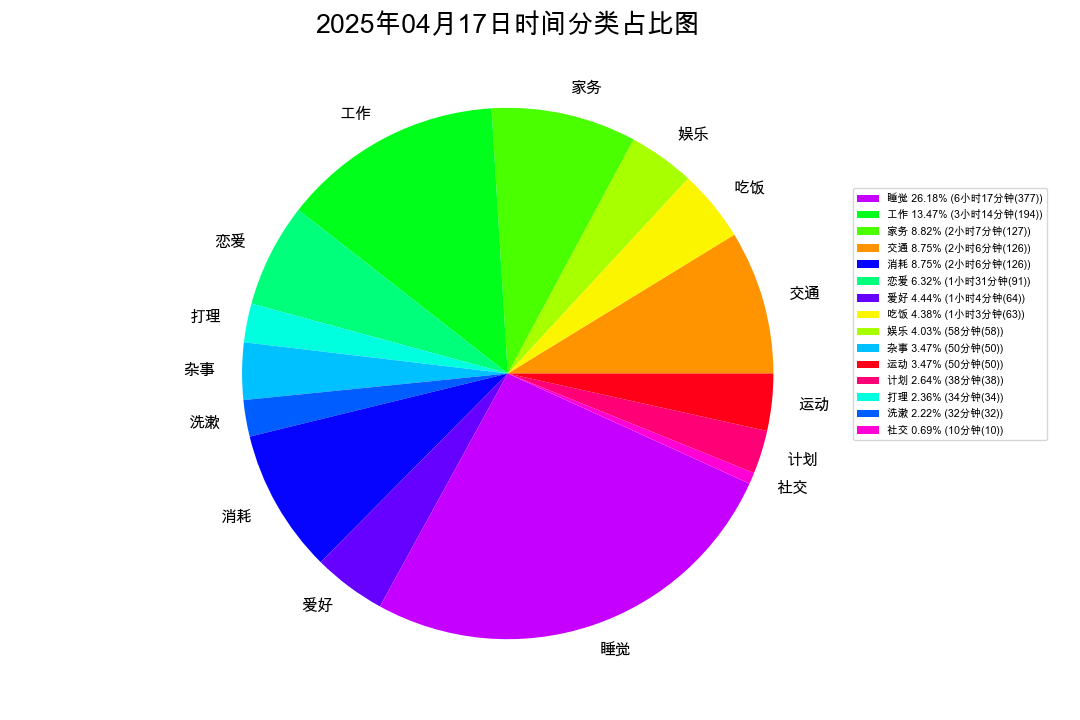 2025年04月17日时间分类占比图
家务
工作
娱乐
吃饭
恋爱
交通
打理
杂事
运动
洗漱
计划
社交
消耗
爱好
睡觉
睡觉 26.18% (6小时17分钟(377))
工作 13.47% (3小时14分钟(194))
家务 8.82% (2小时7分钟(127))
交通 8.75% (2小时6分钟(126))
消耗 8.75% (2小时6分钟(126))
恋爱 6.32% (1小时31分钟(91))
爱好 4.44% (1小时4分钟(64))
吃饭 4.38% (1小时3分钟(63))
娱乐 4.03% (58分钟(58))
杂事 3.47% (50分钟(50))
运动 3.47% (50分钟(50))
计划 2.64% (38分钟(38))
打理 2.36% (34分钟(34))
洗漱 2.22% (32分钟(32))
社交 0.69% (10分钟(10))